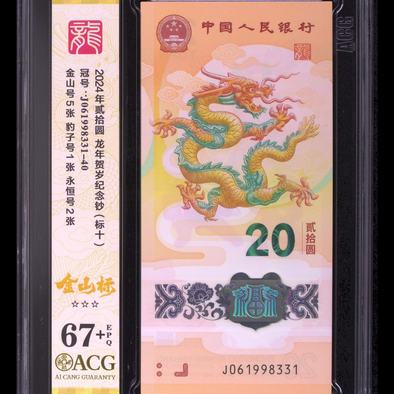 龍
2024年贰拾圆 龙年贺岁纪念钞（标十）
冠号：J061998331-40
金山号5张 豹子号1张 永恒号2张
金山标
☆☆☆
67+
EPQ
ACG
AI CANG GUARANTY
中国人民银行
龍
20
贰拾圆
福
J061998331
ACG